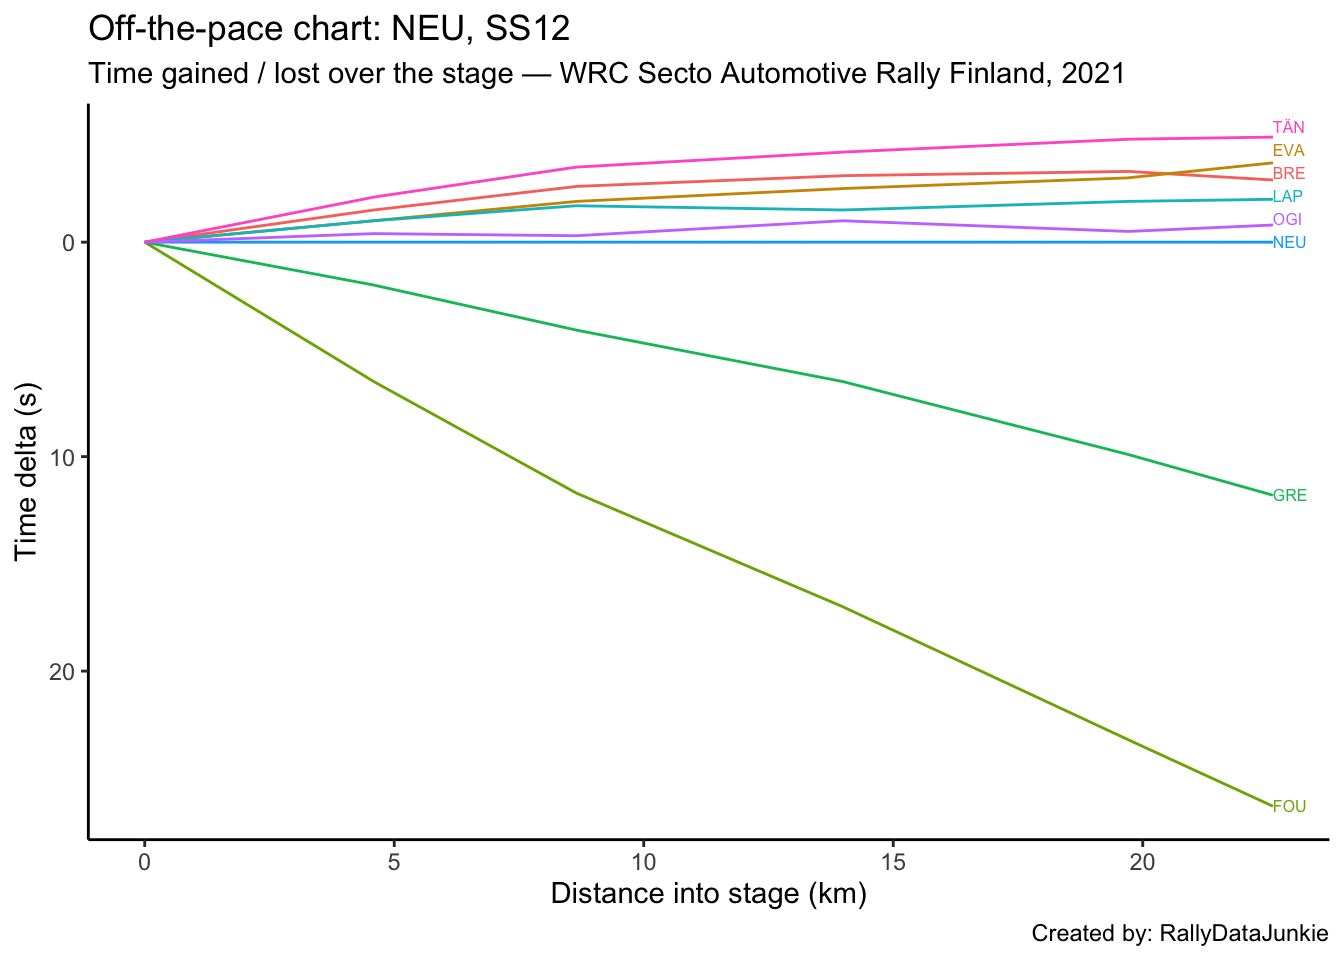 Off-the-pace chart: NEU, SS12
Time gained / lost over the stage — WRC Secto Automotive Rally Finland, 2021
TÄN
EVA
BRE
LAP
OGI
NEU
GRE
FOU
0
10
20
Time delta (s)
0 5 10 15 20
Distance into stage (km)
Created by: RallyDataJunkie